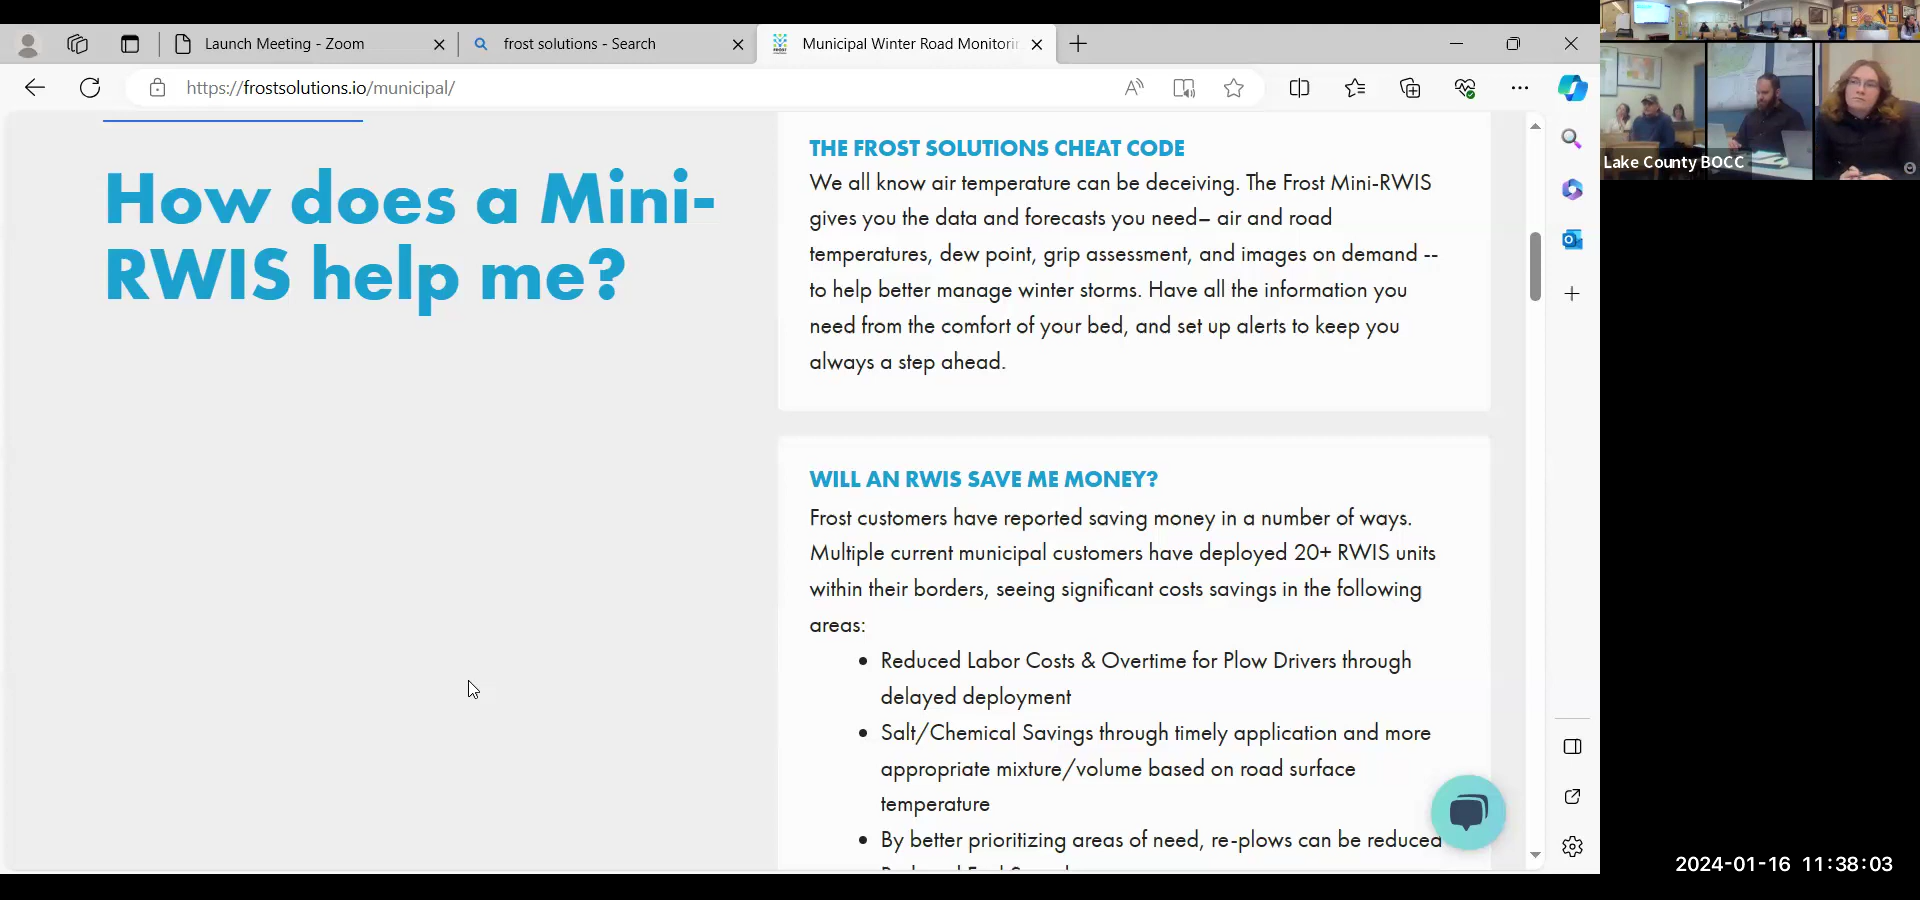 Launch Meeting - Zoom
frost solutions - Search
Municipal Winter Road Monitorin
https://frostsolutions.io/municipal/
How does a Mini-
RWIS help me?
THE FROST SOLUTIONS CHEAT CODE
We all know air temperature can be deceiving. The Frost Mini-RWIS
gives you the data and forecasts you need– air and road
temperatures, dew point, grip assessment, and images on demand --
to help better manage winter storms. Have all the information you
need from the comfort of your bed, and set up alerts to keep you
always a step ahead.
WILL AN RWIS SAVE ME MONEY?
Frost customers have reported saving money in a number of ways.
Multiple current municipal customers have deployed 20+ RWIS units
within their borders, seeing significant costs savings in the following
areas:
• Reduced Labor Costs & Overtime for Plow Drivers through
delayed deployment
• Salt/Chemical Savings through timely application and more
appropriate mixture/volume based on road surface
temperature
• By better prioritizing areas of need, re-plows can be reduced
Lake County BOCC
2024-01-16 11:38:03